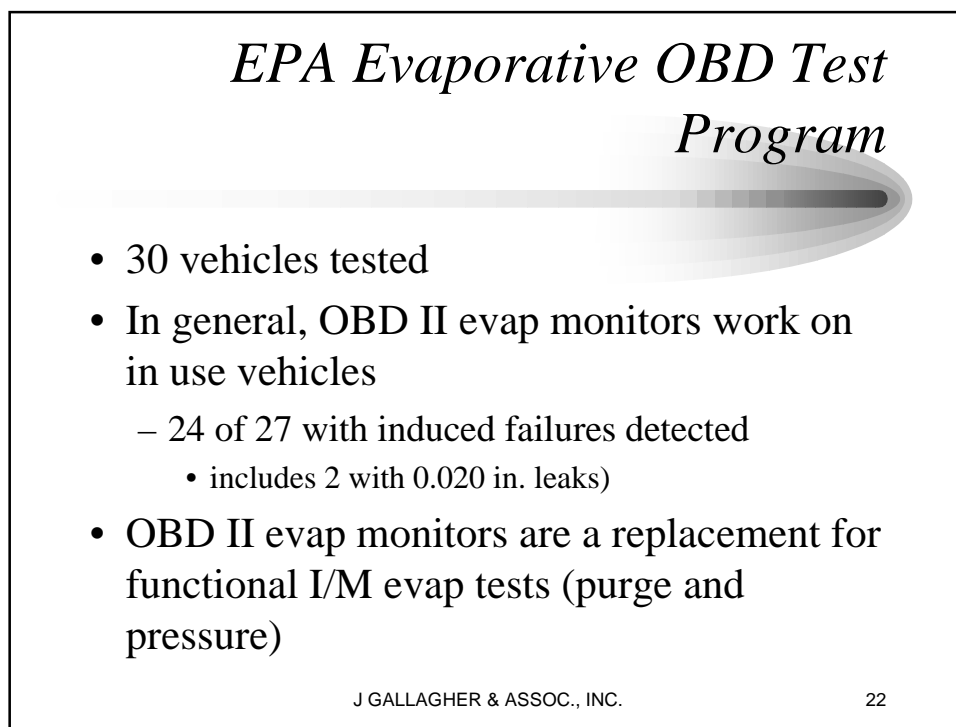 EPA Evaporative OBD Test
Program
• 30 vehicles tested
• In general, OBD II evap monitors work on
in use vehicles
– 24 of 27 with induced failures detected
• includes 2 with 0.020 in. leaks)
• OBD II evap monitors are a replacement for
functional I/M evap tests (purge and
pressure)
J GALLAGHER & ASSOC., INC.
22